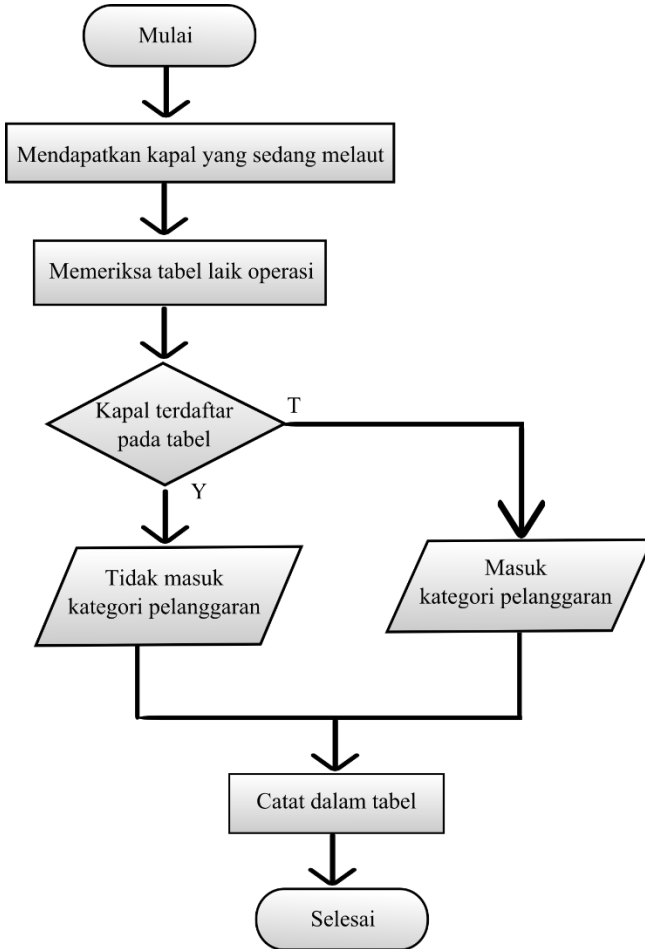 Mulai
Mendapatkan kapal yang sedang melaut
Memeriksa tabel laik operasi
Kapal terdaftar
pada tabel
T
Y
Tidak masuk
kategori pelanggaran
Masuk
kategori pelanggaran
Catat dalam tabel
Selesai